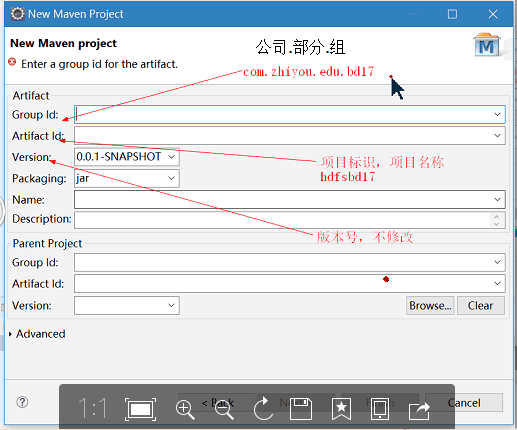 New Maven Project
New Maven project
公司.部分.组
Enter a group id for the artifact.
com.zhiyou.edu.bd17
M
Artifact
Group Id:
Artifact Id:
Version:
0.0.1-SNAPSHOT
项目标识，项目名称
Packaging:
jar
hdfsbd17
Name:
Description:
版本号，不修改
Parent Project
Group Id:
Artifact Id:
Version:
Browse...
Clear
Advanced
1:1
< Back
Cancel